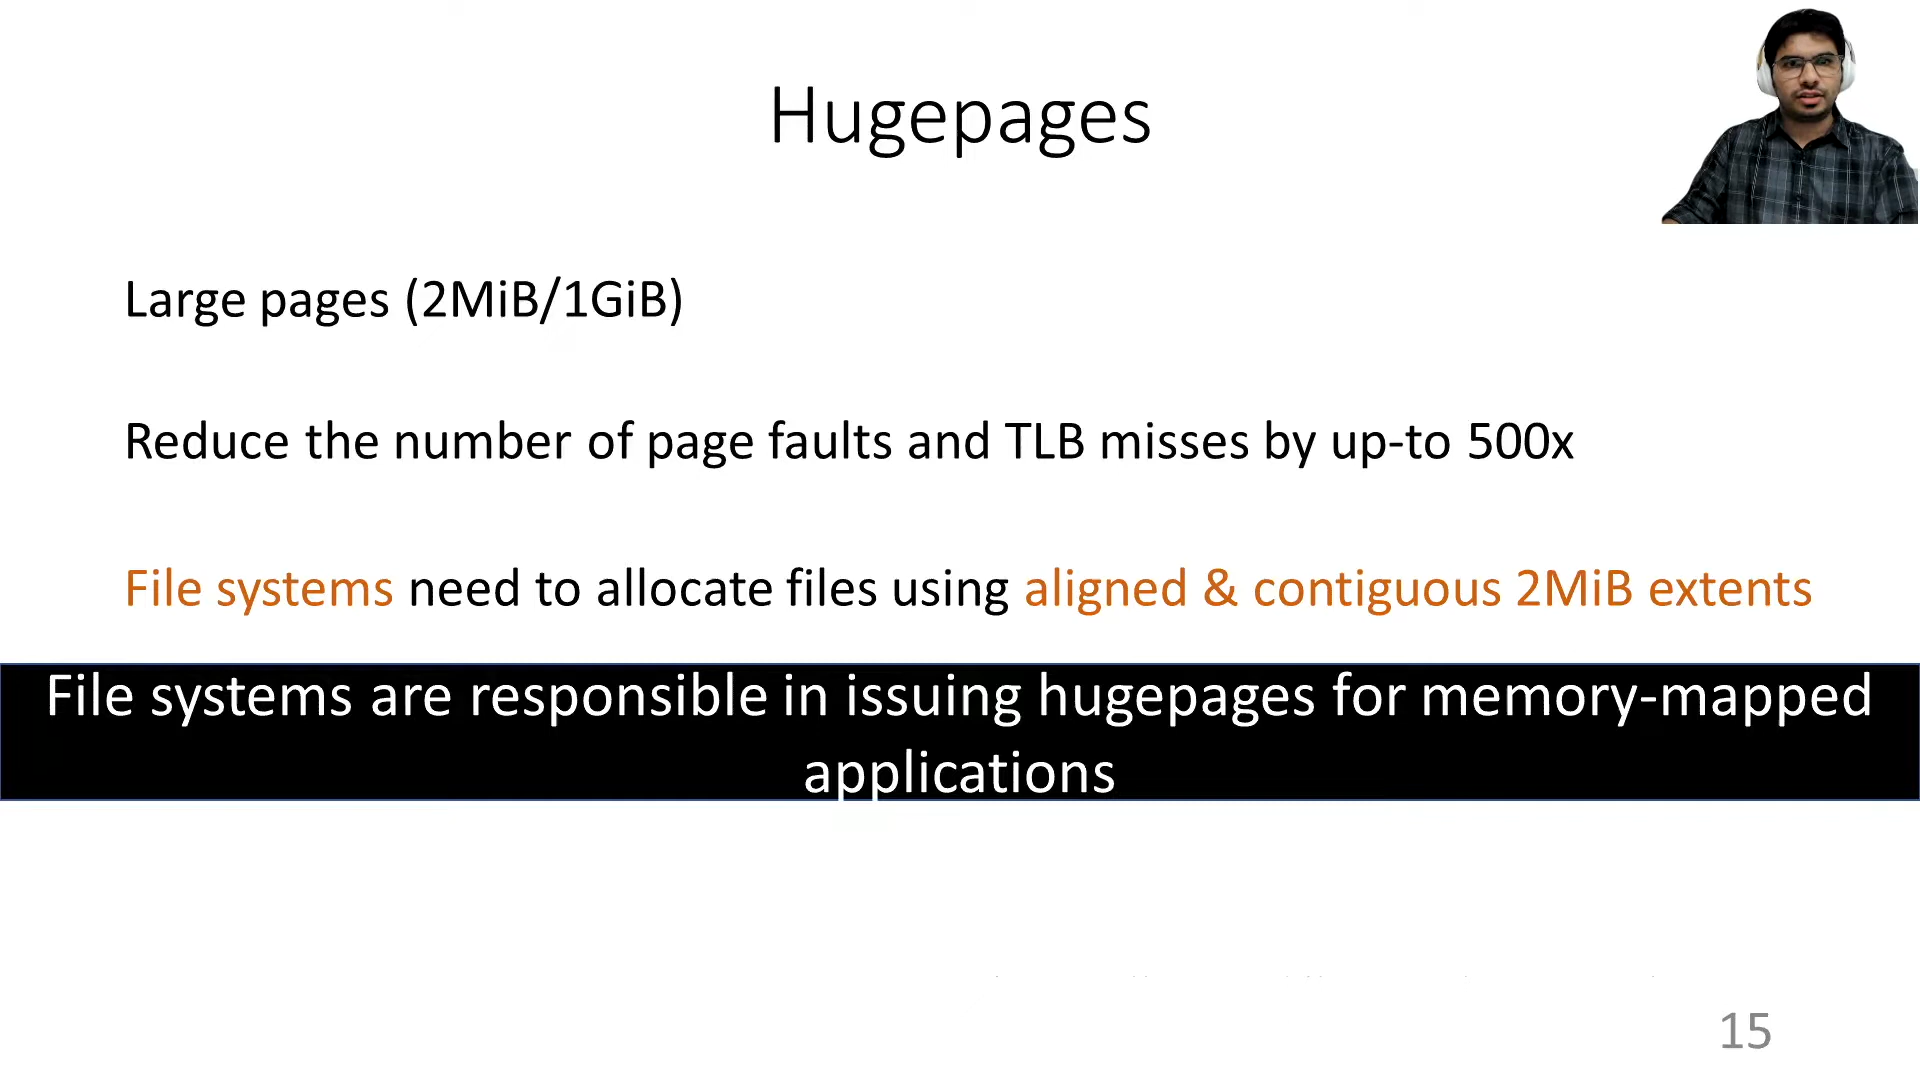 Hugepages
Large pages (2MiB/1GiB)
Reduce the number of page faults and TLB misses by up-to 500x
File systems need to allocate files using aligned & contiguous 2MiB extents
File systems are responsible in issuing hugepages for memory-mapped
applications
15